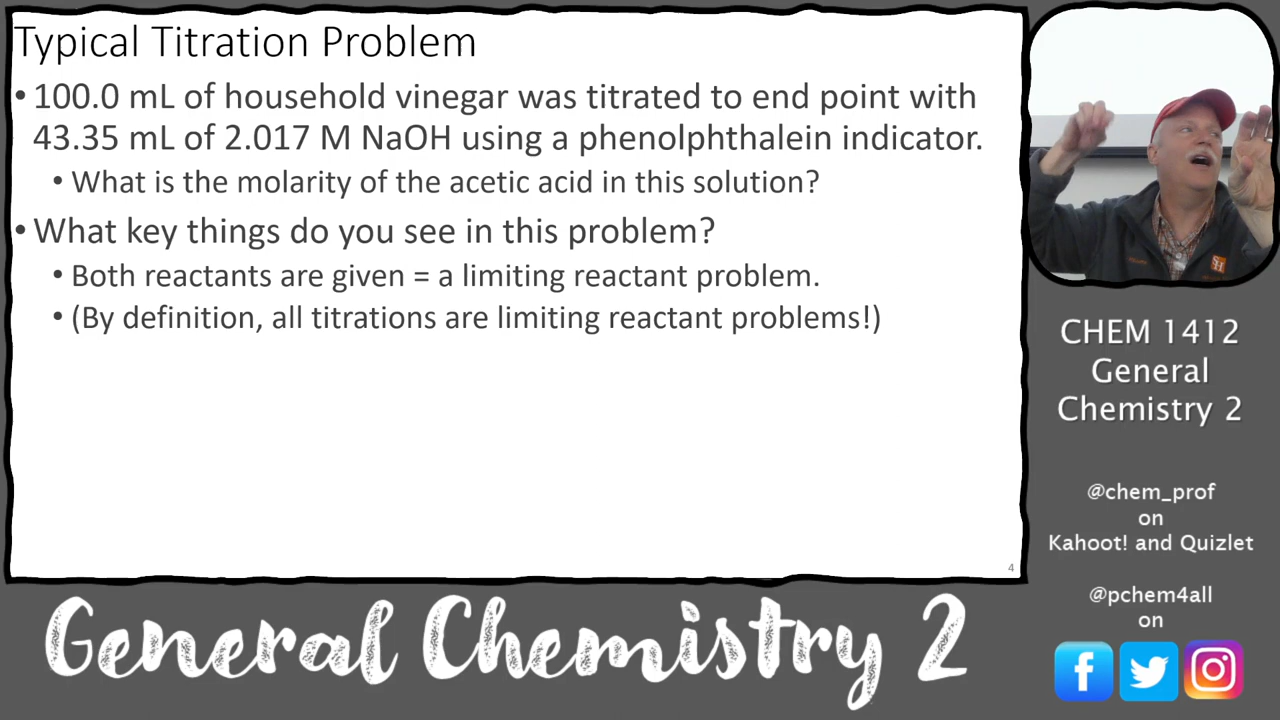 Typical Titration Problem
• 100.0 mL of household vinegar was titrated to end point with
43.35 mL of 2.017 M NaOH using a phenolphthalein indicator.
• What is the molarity of the acetic acid in this solution?
• What key things do you see in this problem?
• Both reactants are given = a limiting reactant problem.
• (By definition, all titrations are limiting reactant problems!)
4
CHEM 1412
General
Chemistry 2
@chem_prof
on
Kahoot! and Quizlet
@pchem4all
on
General Chemistry 2